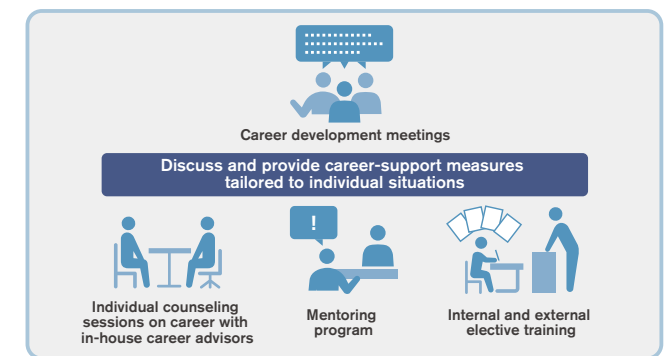 Career development meetings
Discuss and provide career-support measures
tailored to individual situations
!
Individual counseling
sessions on career with
in-house career advisors
Mentoring
program
Internal and external
elective training